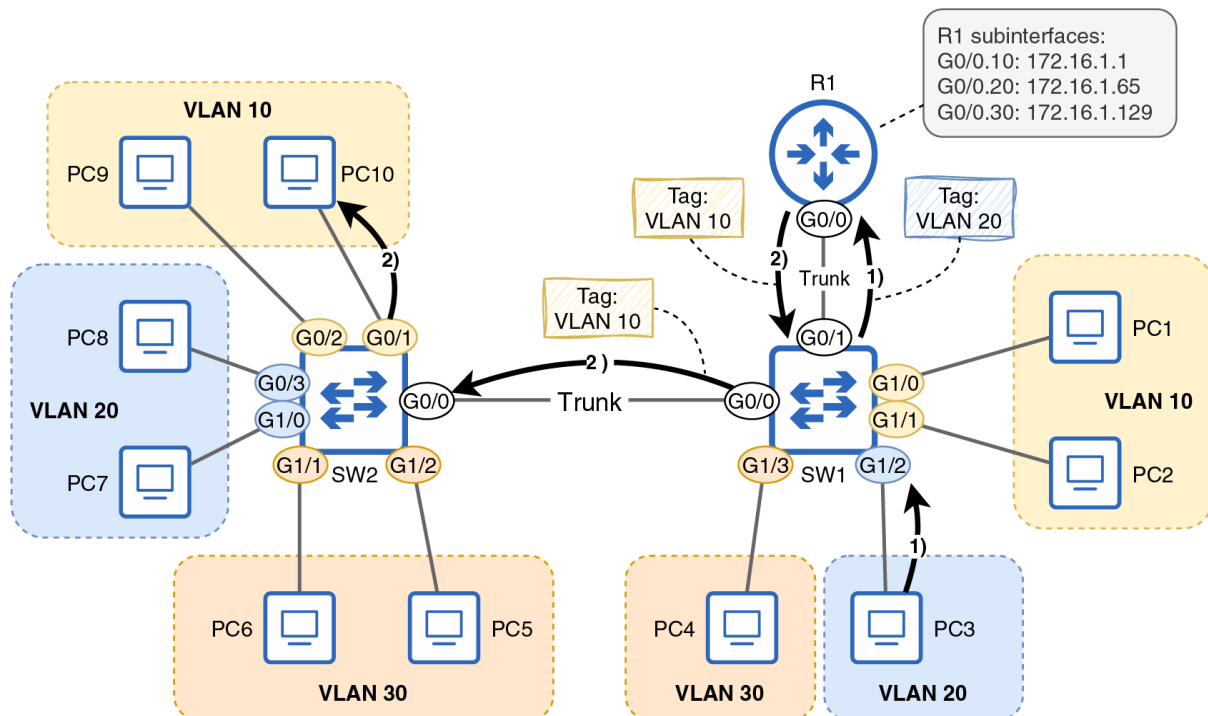 R1 subinterfaces:
G0/0.10: 172.16.1.1
G0/0.20: 172.16.1.65
G0/0.30: 172.16.1.129
R1
VLAN 10
PC9
PC10
Tag:
VLAN 10
Tag:
VLAN 20
G0/0
2)
2)
Trunk
1)
Tag:
VLAN 10
PC8
G0/2
G0/1
G0/1
PC1
2)
G0/3
G0/0
Trunk
G0/0
G1/0
VLAN 20
G1/0
G1/1
VLAN 10
PC7
G1/1
SW2
G1/2
G1/3
SW1
G1/2
PC2
1)
PC6
PC5
PC4
PC3
VLAN 30
VLAN 30
VLAN 20